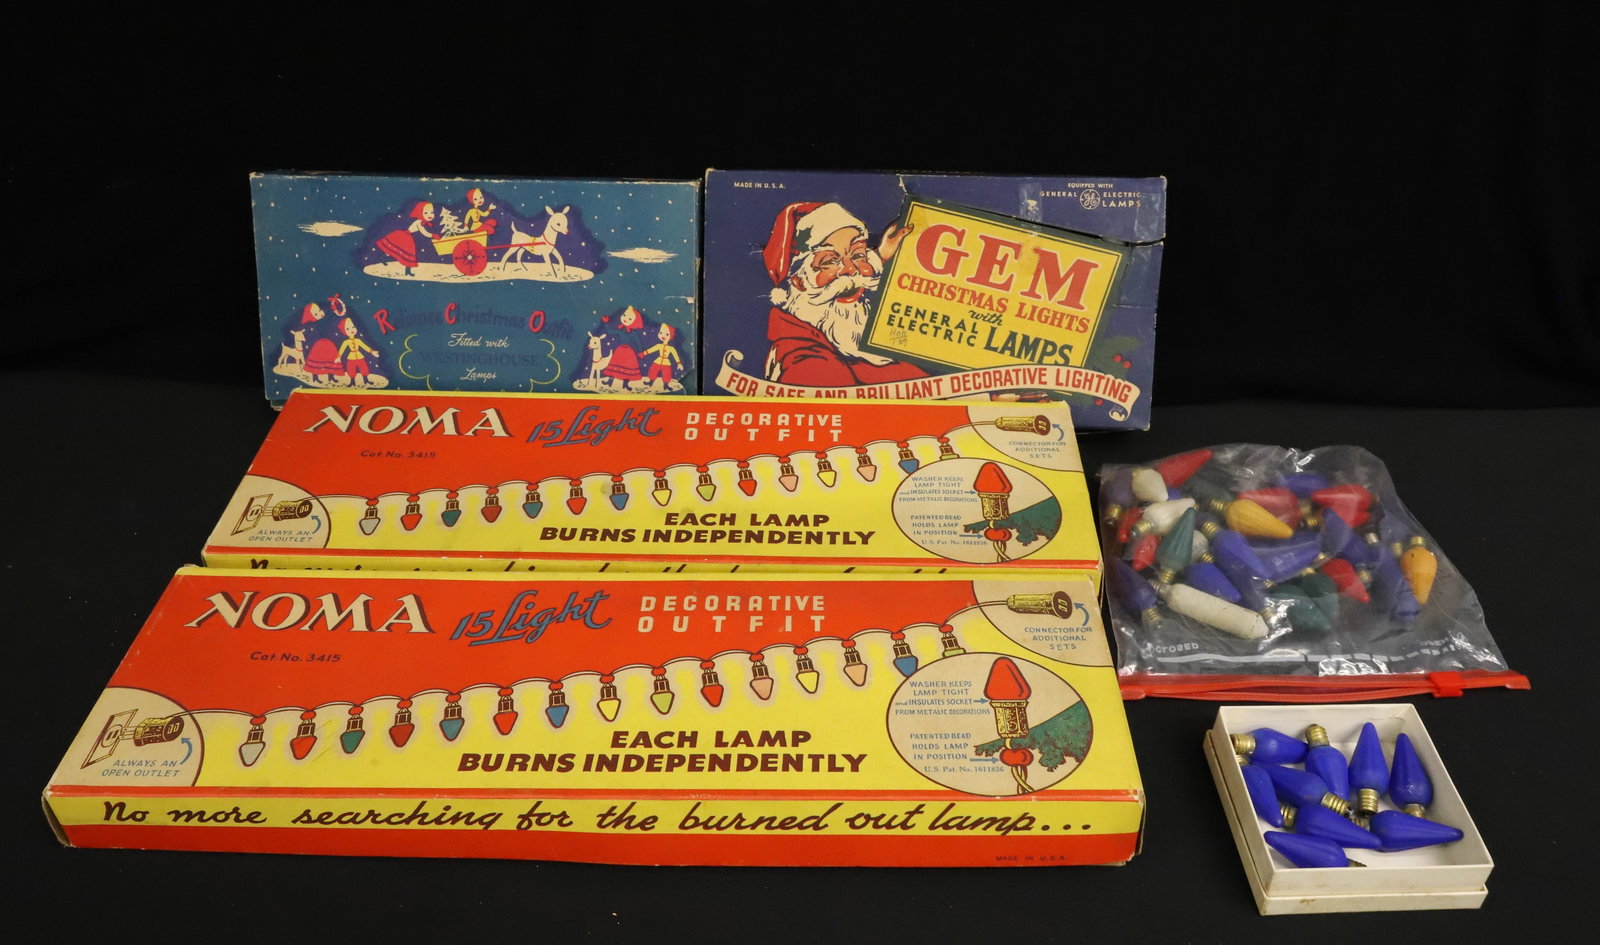 Reliance Christmas Outfit
Fitted with
WESTINGHOUSE
Lamps
MADE IN U.S.A.
EQUIPPED WITH
GENERAL GE ELECTRIC
LAMPS
GEM
CHRISTMAS LIGHTS
with
GENERAL
ELECTRIC LAMPS
FOR SAFE AND BRILLIANT DECORATIVE LIGHTING
NOMA 15 Light DECORATIVE
OUTFIT
Cat. No. 3415
CONNECTOR FOR
ADDITIONAL
SETS
WASHER KEEPS
LAMP TIGHT
and INSULATES SOCKET
FROM METALIC DECORATIONS
PATENTED BEAD
HOLDS LAMP
IN POSITION
U.S. Pat. No. 1611836
ALWAYS AN
OPEN OUTLET
EACH LAMP
BURNS INDEPENDENTLY
NOMA 15 Light DECORATIVE
OUTFIT
Cat. No. 3415
CONNECTOR FOR
ADDITIONAL
SETS
WASHER KEEPS
LAMP TIGHT
and INSULATES SOCKET
FROM METALIC DECORATIONS
PATENTED BEAD
HOLDS LAMP
IN POSITION
U.S. Pat. No. 1611836
ALWAYS AN
OPEN OUTLET
EACH LAMP
BURNS INDEPENDENTLY
No more searching for the burned out lamp...
MADE IN U.S.A.
CLOSED